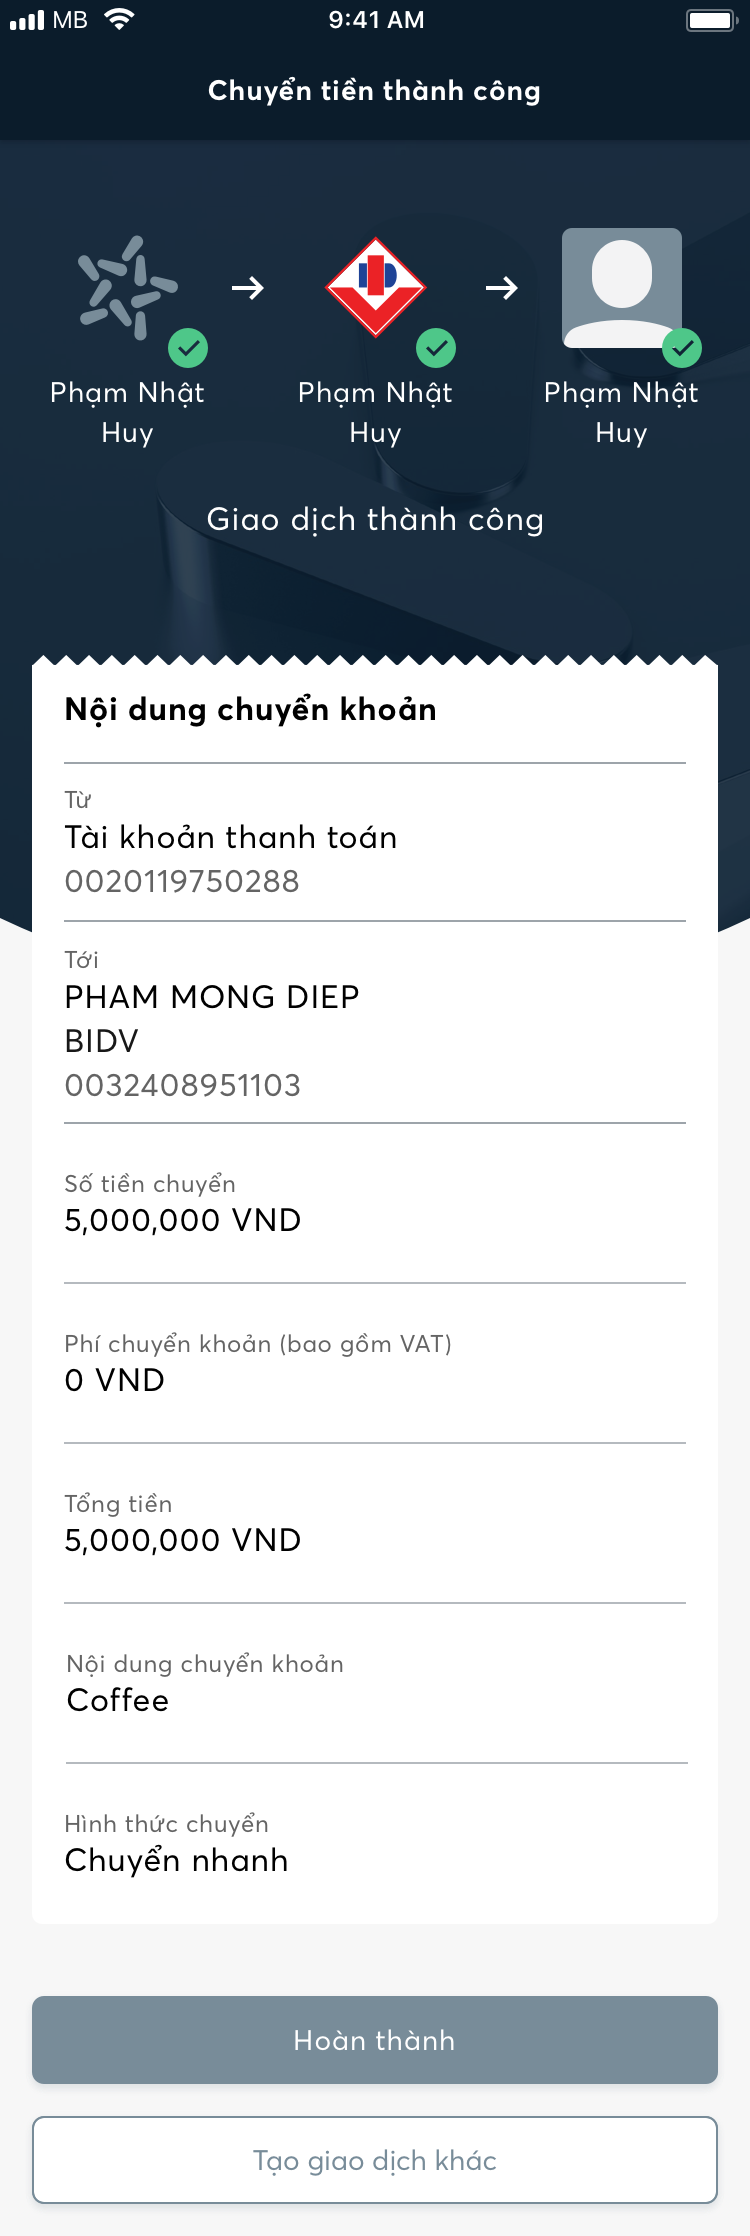 MB 9:41 AM
Chuyển tiền thành công
Phạm Nhật Huy
Phạm Nhật Huy
Phạm Nhật Huy
Giao dịch thành công
Nội dung chuyển khoản
Từ
Tài khoản thanh toán
0020119750288
Tới
PHAM MONG DIEP
BIDV
0032408951103
Số tiền chuyển
5,000,000 VND
Phí chuyển khoản (bao gồm VAT)
0 VND
Tổng tiền
5,000,000 VND
Nội dung chuyển khoản
Coffee
Hình thức chuyển
Chuyển nhanh
Hoàn thành
Tạo giao dịch khác